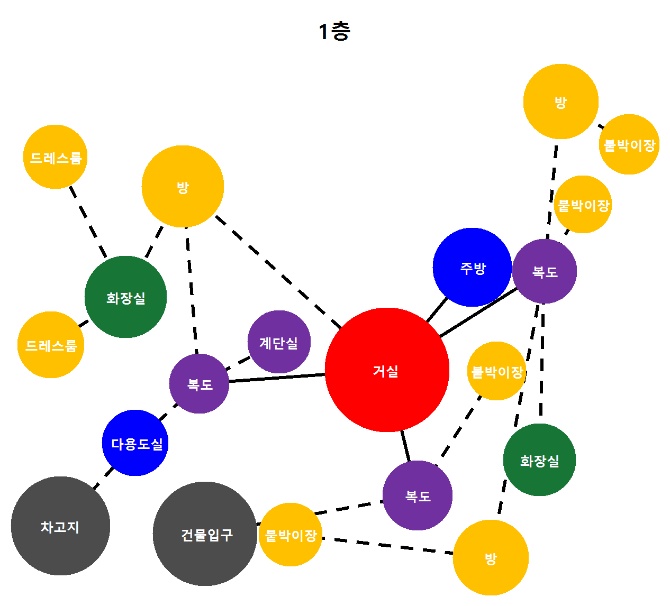 1층
방
붙박이장
드레스룸
방
붙박이장
주방
복도
화장실
계단실
드레스룸
거실
붙박이장
복도
다용도실
화장실
복도
차고지
건물입구
붙박이장
방